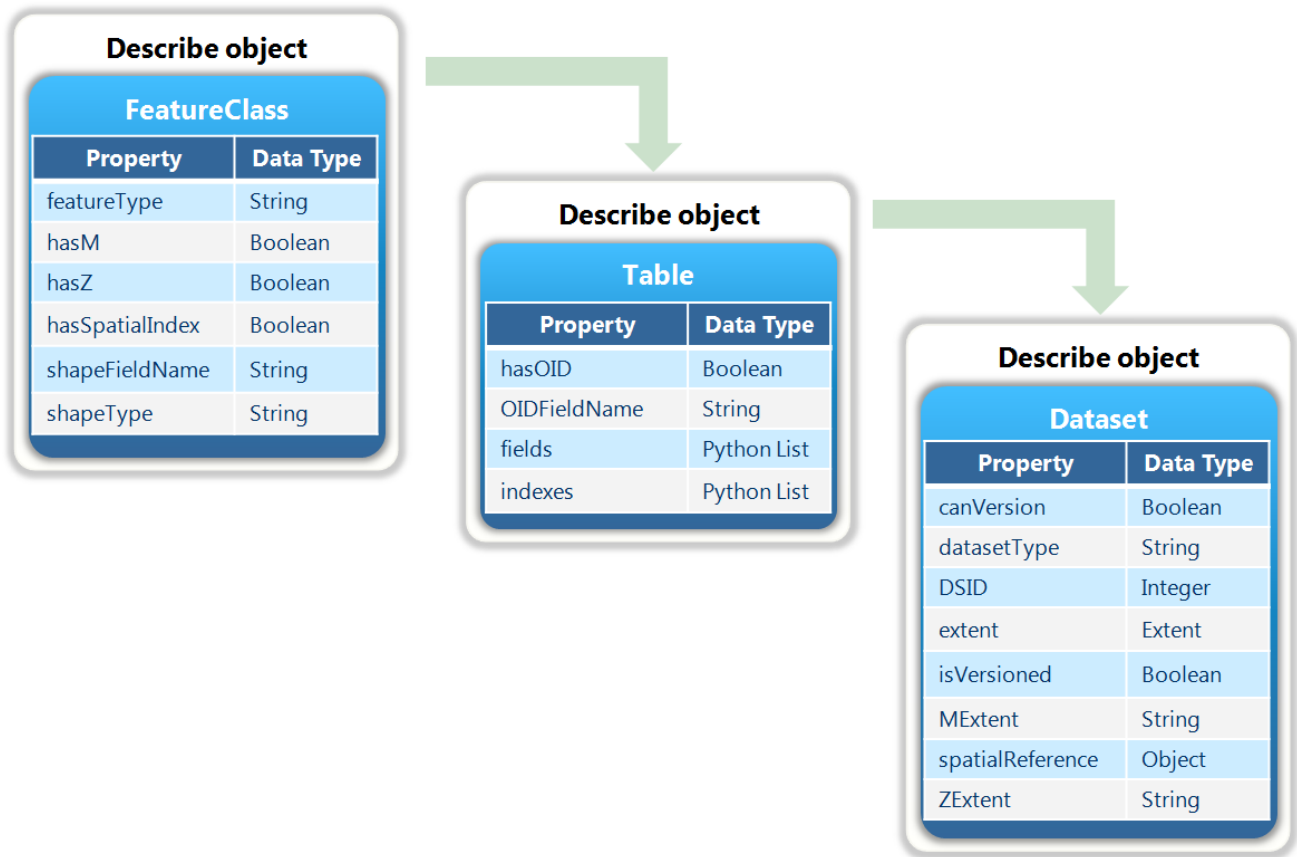 Describe object
FeatureClass
Property Data Type
featureType String
hasM Boolean
hasZ Boolean
hasSpatialIndex Boolean
shapeFieldName String
shapeType String
Describe object
Table
Property Data Type
hasOID Boolean
OIDFieldName String
fields Python List
indexes Python List
Describe object
Dataset
Property Data Type
canVersion Boolean
datasetType String
DSID Integer
extent Extent
isVersioned Boolean
MExtent String
spatialReference Object
ZExtent String